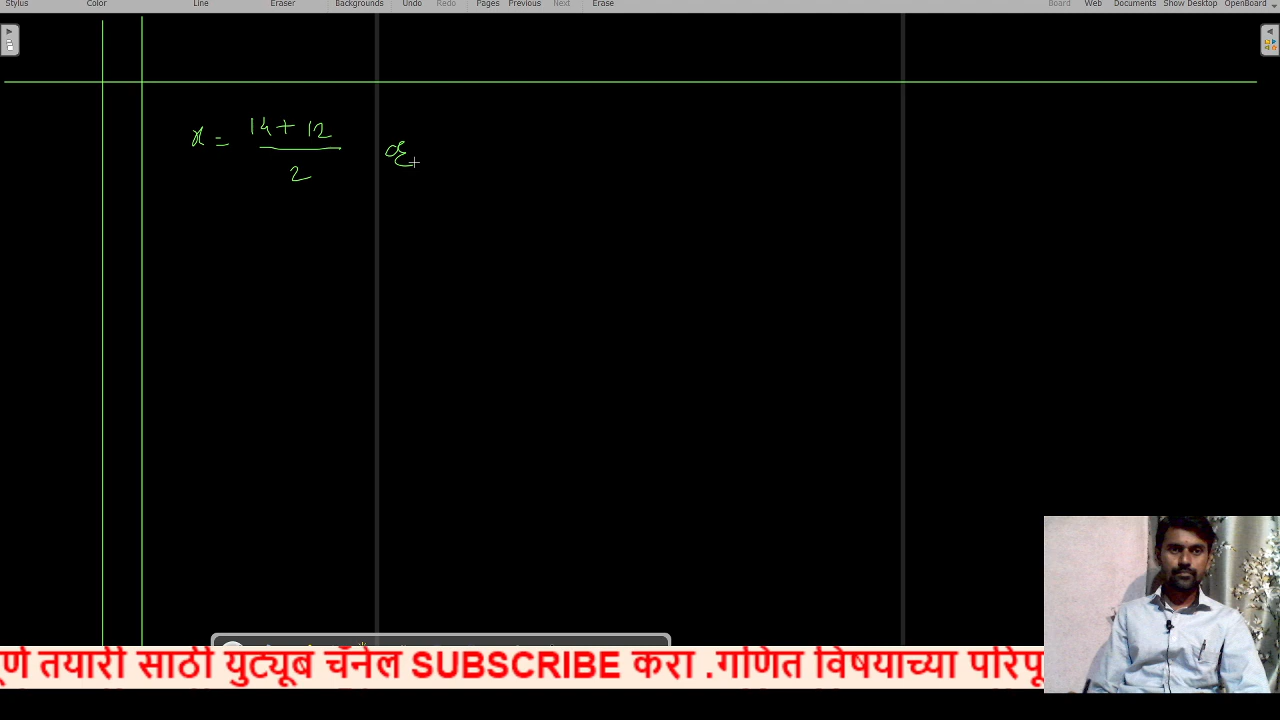 Stylus Color Line Eraser Backgrounds Undo Redo Pages Previous Next Erase Board Web Documents Show Desktop OpenBoard
x = 14 + 12 / 2 or
र्ण तयारी साठी युट्यूब चॅनेल SUBSCRIBE करा .गणित विषयाच्या परिपू